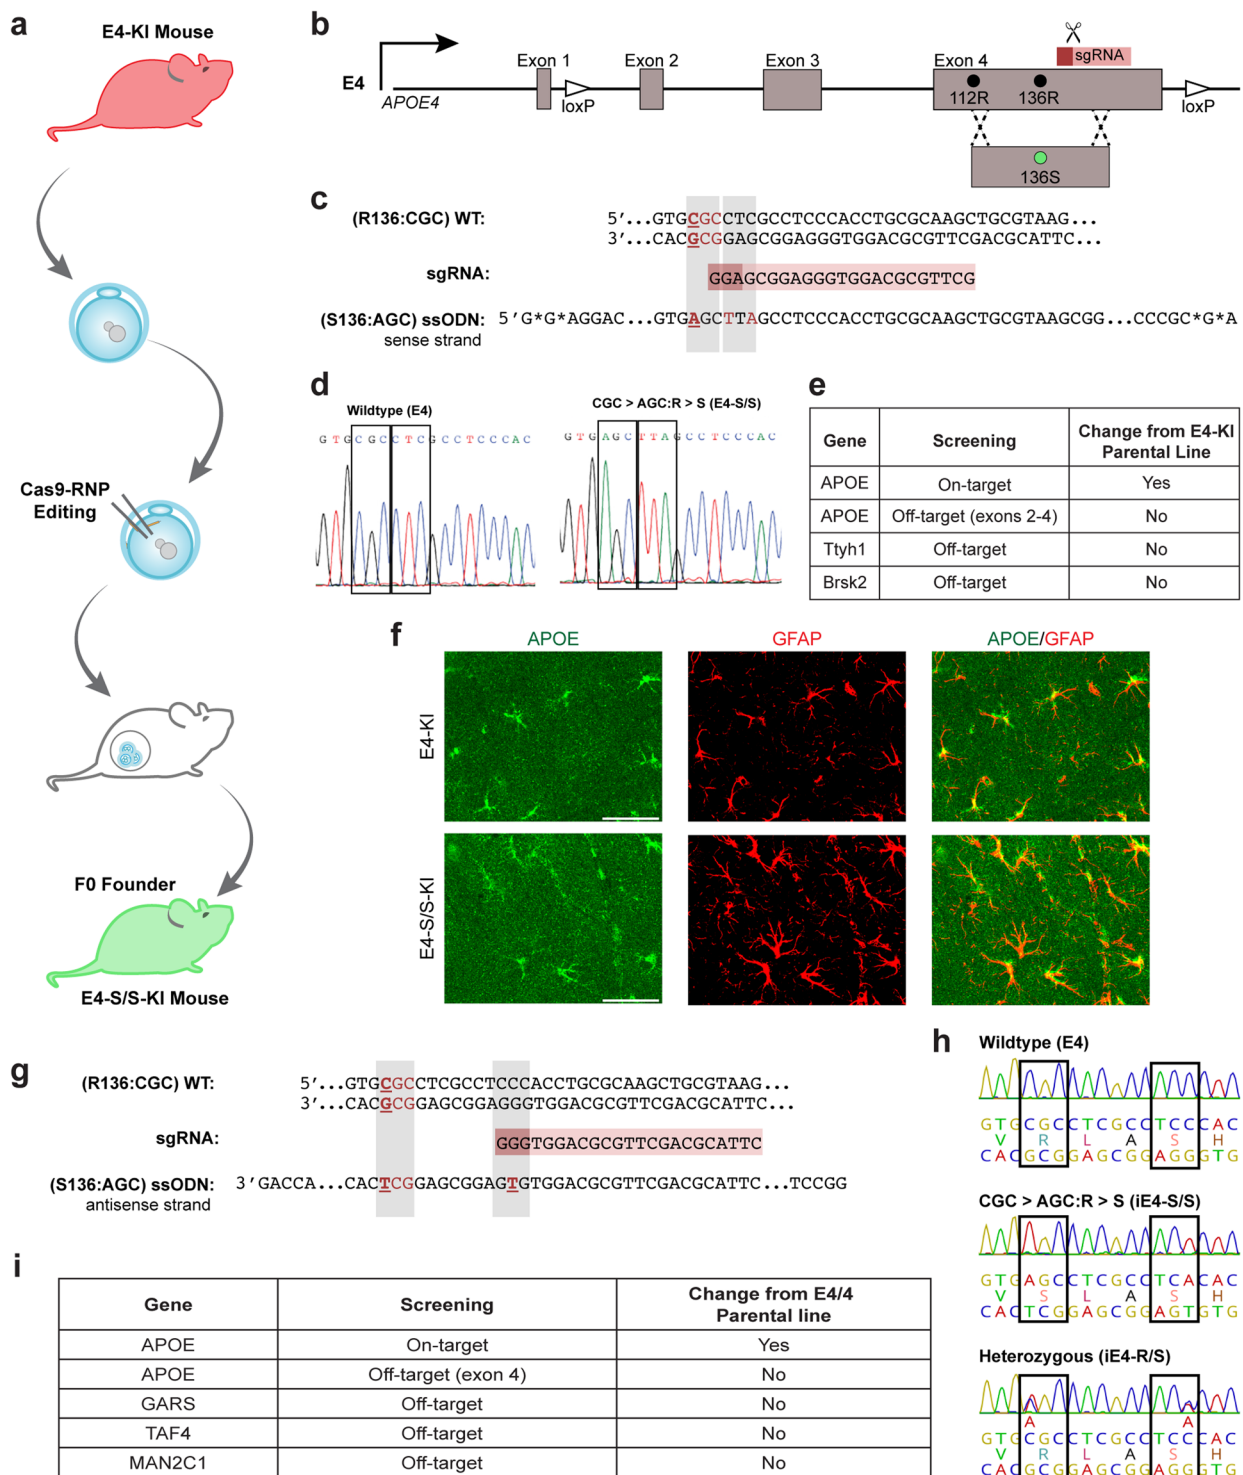 a
E4-KI Mouse
Cas9-RNP
Editing
F0 Founder
E4-S/S-KI Mouse
b
E4
APOE4
Exon 1
loxP
Exon 2
Exon 3
Exon 4
sgRNA
112R
136R
loxP
136S
c
(R136:CGC) WT:
5′...GTGCGCCTCGCCTCCCACCTGCGCAAGCTGCGTAAG...
3′...CACGCGGAGCGGAGGGTGGACGCGTTCGACGCATTC...
sgRNA:
GGAGCGGAGGGTGGACGCGTTCG
(S136:AGC) ssODN:
5′G*G*AGGAC...GTGAGCTTAGCCTCCCACCTGCGCAAGCTGCGTAAGCGG...CCCGC*G*A
sense strand
d
Wildtype (E4)
GTGCGCCTCGCCTCCCAC
CGC > AGC:R > S (E4-S/S)
GTGAGCTTAGCCTCCCAC
e
Gene Screening Change from E4-KI
Parental Line
APOE On-target Yes
APOE Off-target (exons 2-4) No
Ttyh1 Off-target No
Brsk2 Off-target No
f
APOE GFAP APOE/GFAP
E4-KI
E4-S/S-KI
g
(R136:CGC) WT:
5′...GTGCGCCTCGCCTCCCACCTGCGCAAGCTGCGTAAG...
3′...CACGCGGAGCGGAGGGTGGACGCGTTCGACGCATTC...
sgRNA:
GGGTGGACGCGTTCGACGCATTC
(S136:AGC) ssODN:
3′GACCA...CACTCGGAGCGGAGTGTGGACGCGTTCGACGCATTC...TCCGG
antisense strand
h
Wildtype (E4)
GTGCGCCTCGCCTCCCAC
V R L A S H
CACGCGGAGCGGAGGGTG
CGC > AGC:R > S (iE4-S/S)
GTGAGCCTCGCCTCACAC
V S L A S H
CACTCGGAGCGGAGTGTG
Heterozygous (iE4-R/S)
A A
GTGCGCCTCGCCTCCCAC
V R L A S H
CACGCGGAGCGGAGGGTG
i
Gene Screening Change from E4/4
Parental line
APOE On-target Yes
APOE Off-target (exon 4) No
GARS Off-target No
TAF4 Off-target No
MAN2C1 Off-target No